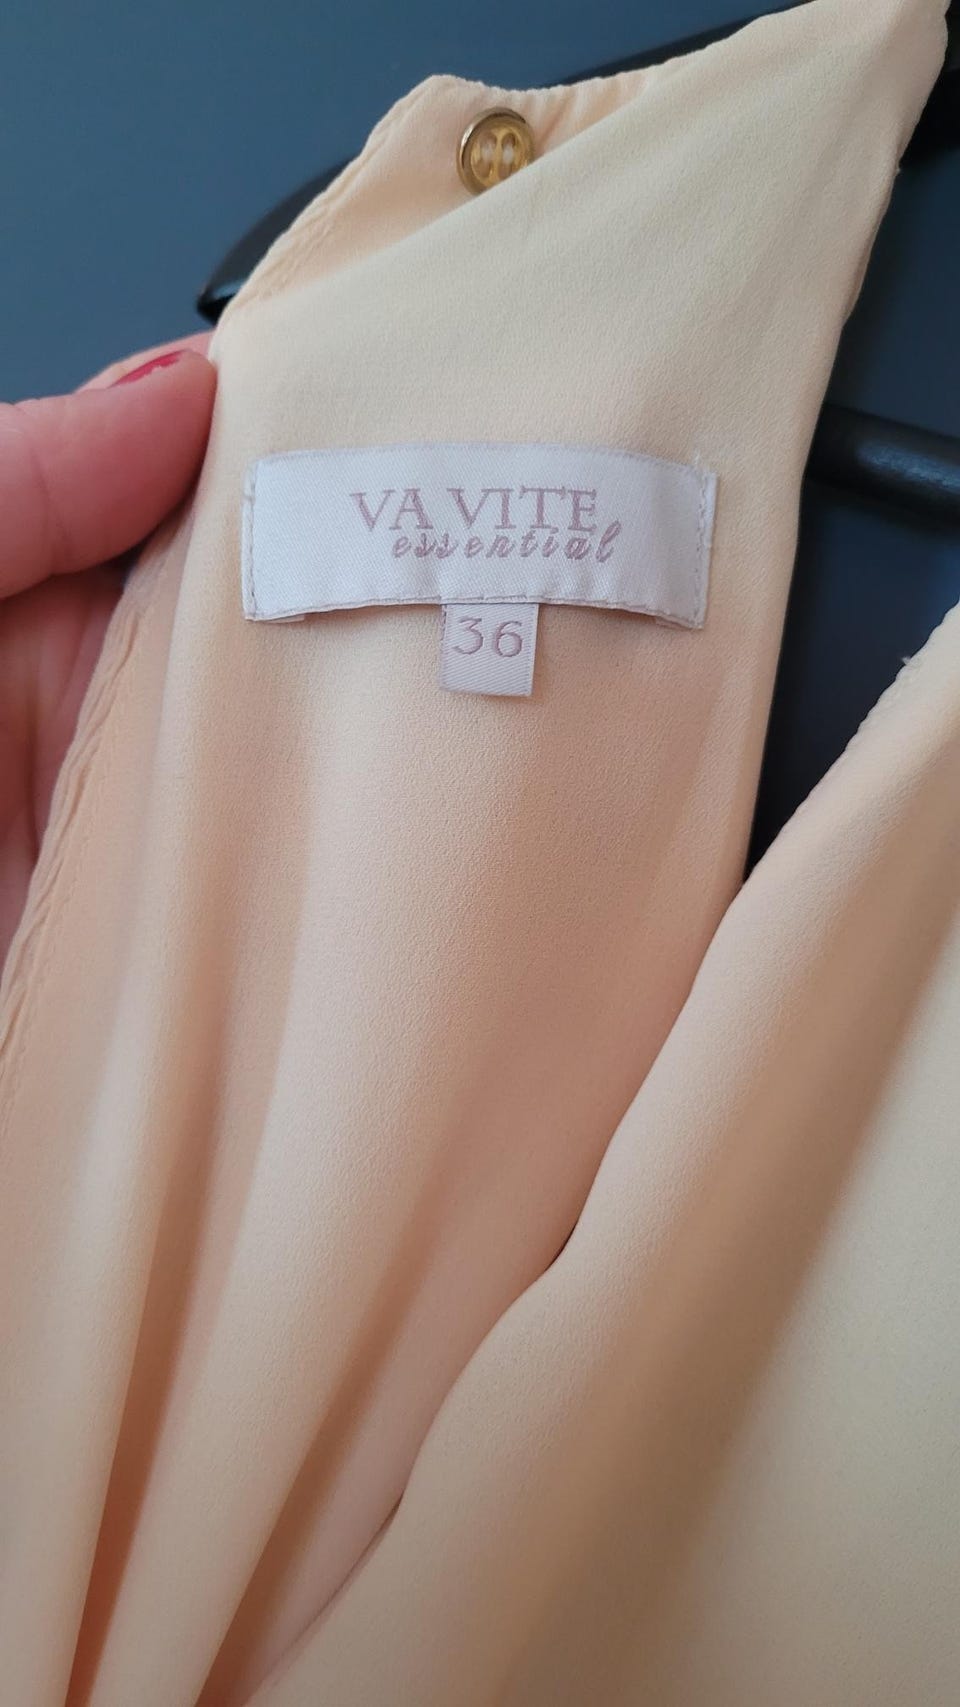 VA VITE
essential
36